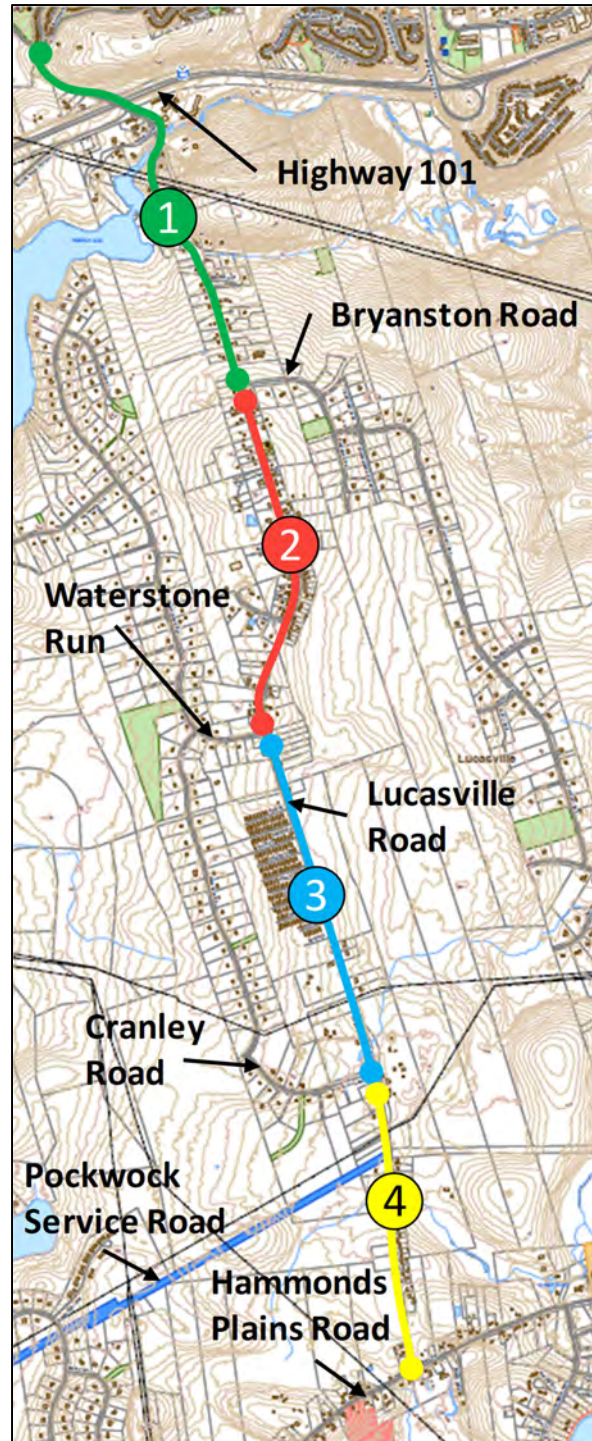 Highway 101
1
Bryanston Road
2
Waterstone
Run
Lucasville
Lucasville
Road
3
Cranley
Road
Pockwock
Service Road
4
Hammonds
Plains Road